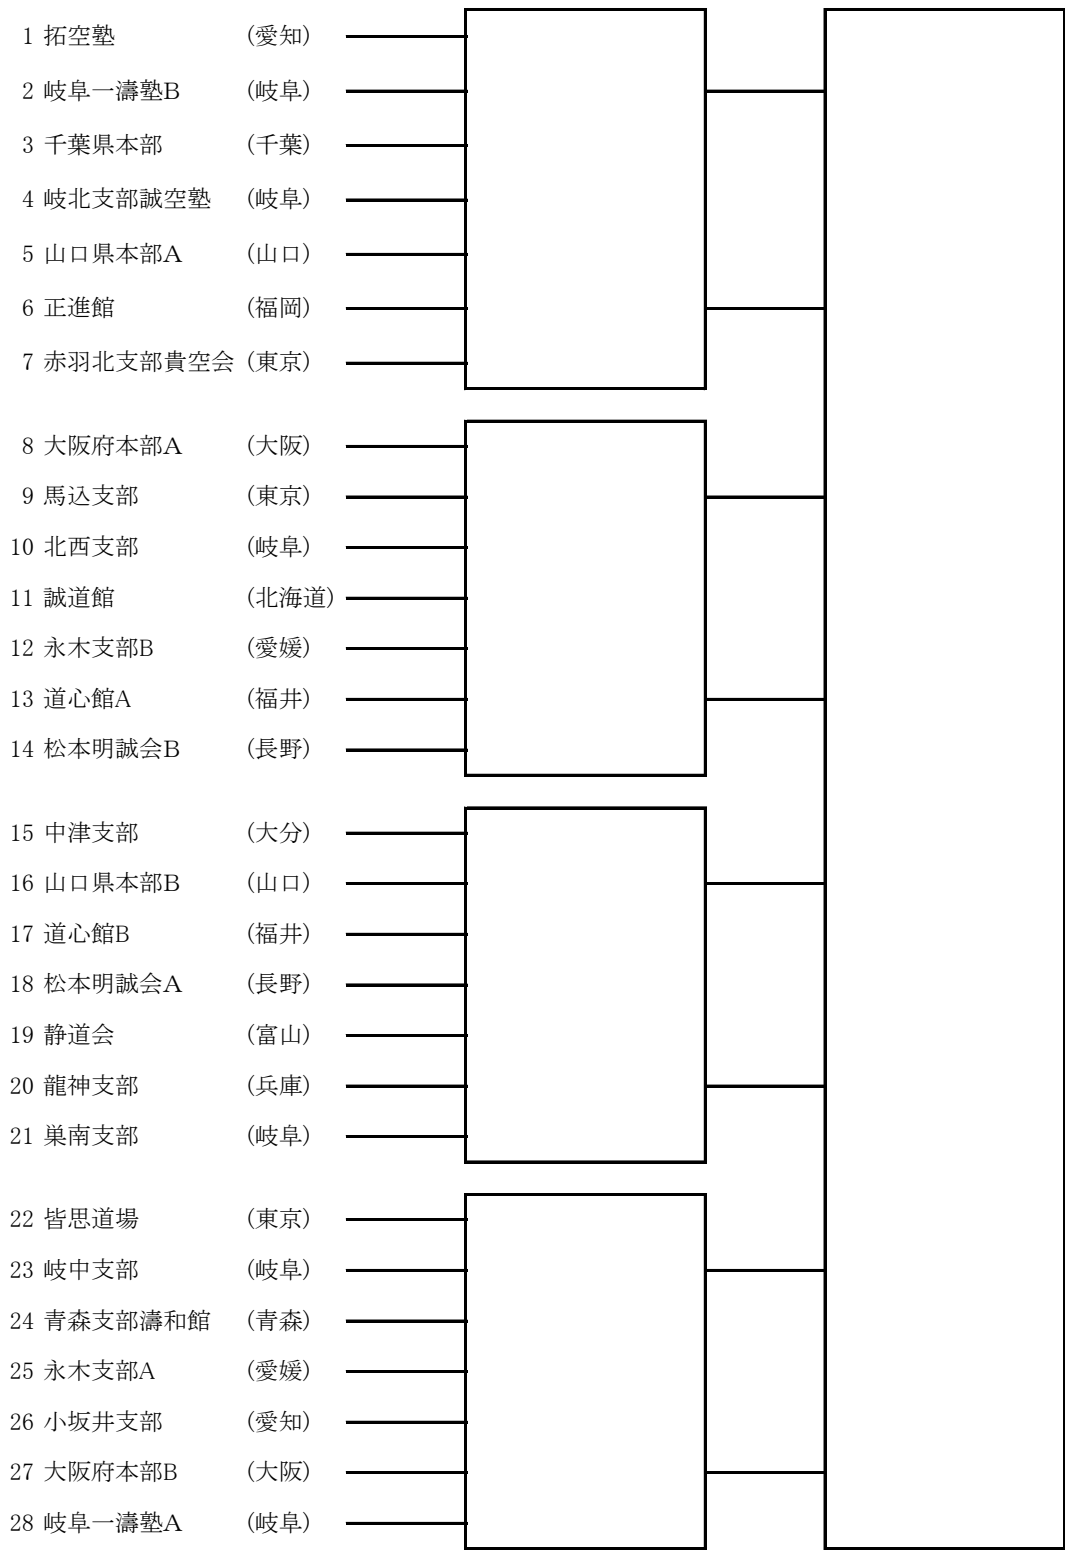 1 拓空塾 (愛知)
2 岐阜一濤塾B (岐阜)
3 千葉県本部 (千葉)
4 岐北支部誠空塾 (岐阜)
5 山口県本部A (山口)
6 正進館 (福岡)
7 赤羽北支部貴空会 (東京)
8 大阪府本部A (大阪)
9 馬込支部 (東京)
10 北西支部 (岐阜)
11 誠道館 (北海道)
12 永木支部B (愛媛)
13 道心館A (福井)
14 松本明誠会B (長野)
15 中津支部 (大分)
16 山口県本部B (山口)
17 道心館B (福井)
18 松本明誠会A (長野)
19 静道会 (富山)
20 龍神支部 (兵庫)
21 巣南支部 (岐阜)
22 皆思道場 (東京)
23 岐中支部 (岐阜)
24 青森支部濤和館 (青森)
25 永木支部A (愛媛)
26 小坂井支部 (愛知)
27 大阪府本部B (大阪)
28 岐阜一濤塾A (岐阜)